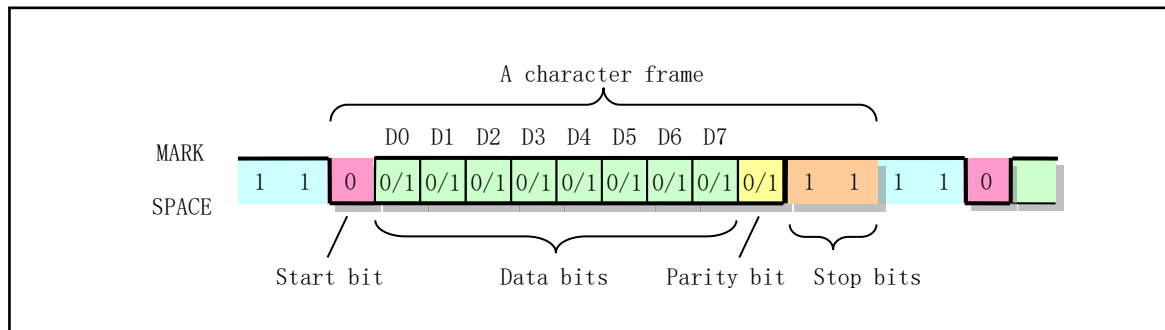 A character frame
D0 D1 D2 D3 D4 D5 D6 D7
MARK
1 1 0 0/1 0/1 0/1 0/1 0/1 0/1 0/1 0/1 0/1 1 1 1 1 0
SPACE
Start bit Data bits Parity bit Stop bits